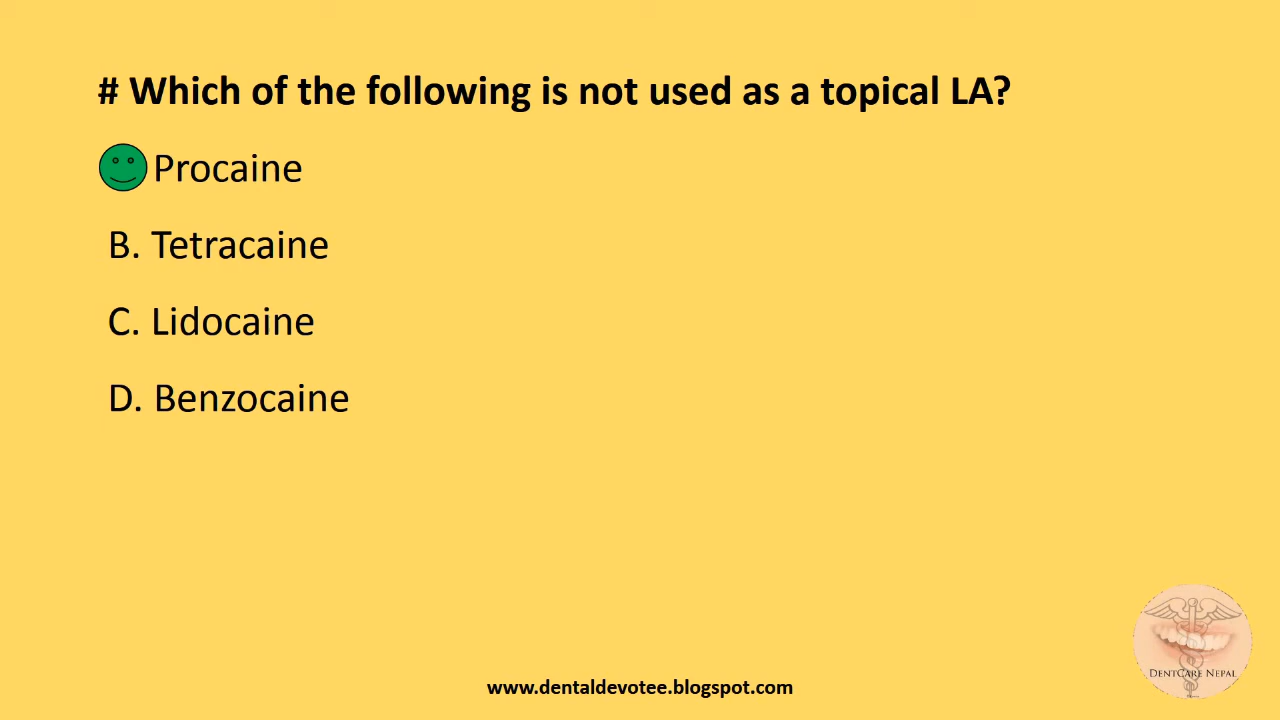 # Which of the following is not used as a topical LA?
Procaine
B. Tetracaine
C. Lidocaine
D. Benzocaine
DENTCARE NEPAL
www.dentaldevotee.blogspot.com